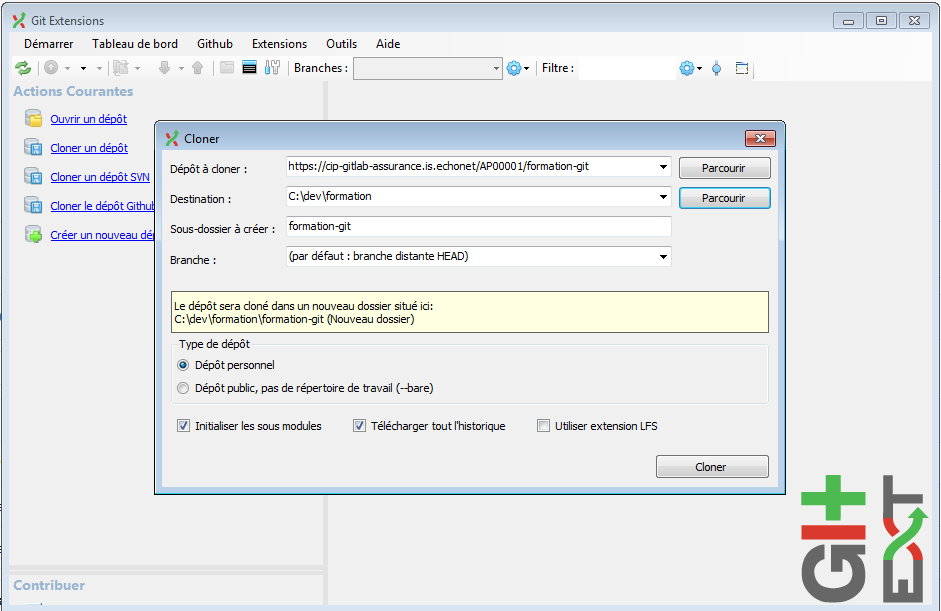 Git Extensions
Démarrer Tableau de bord Github Extensions Outils Aide
Branches : Filtre :
Actions Courantes
Ouvrir un dépôt
Cloner un dépôt
Cloner un dépôt SVN
Cloner le dépôt Github
Créer un nouveau dé
Cloner
Dépôt à cloner : https://cip-gitlab-assurance.is.echonet/AP00001/formation-git Parcourir
Destination : C:\dev\formation Parcourir
Sous-dossier à créer : formation-git
Branche : (par défaut : branche distante HEAD)
Le dépôt sera cloné dans un nouveau dossier situé ici:
C:\dev\formation\formation-git (Nouveau dossier)
Type de dépôt
Dépôt personnel
Dépôt public, pas de répertoire de travail (--bare)
Initialiser les sous modules Télécharger tout l'historique Utiliser extension LFS
Cloner
Contribuer
GIT
EXT